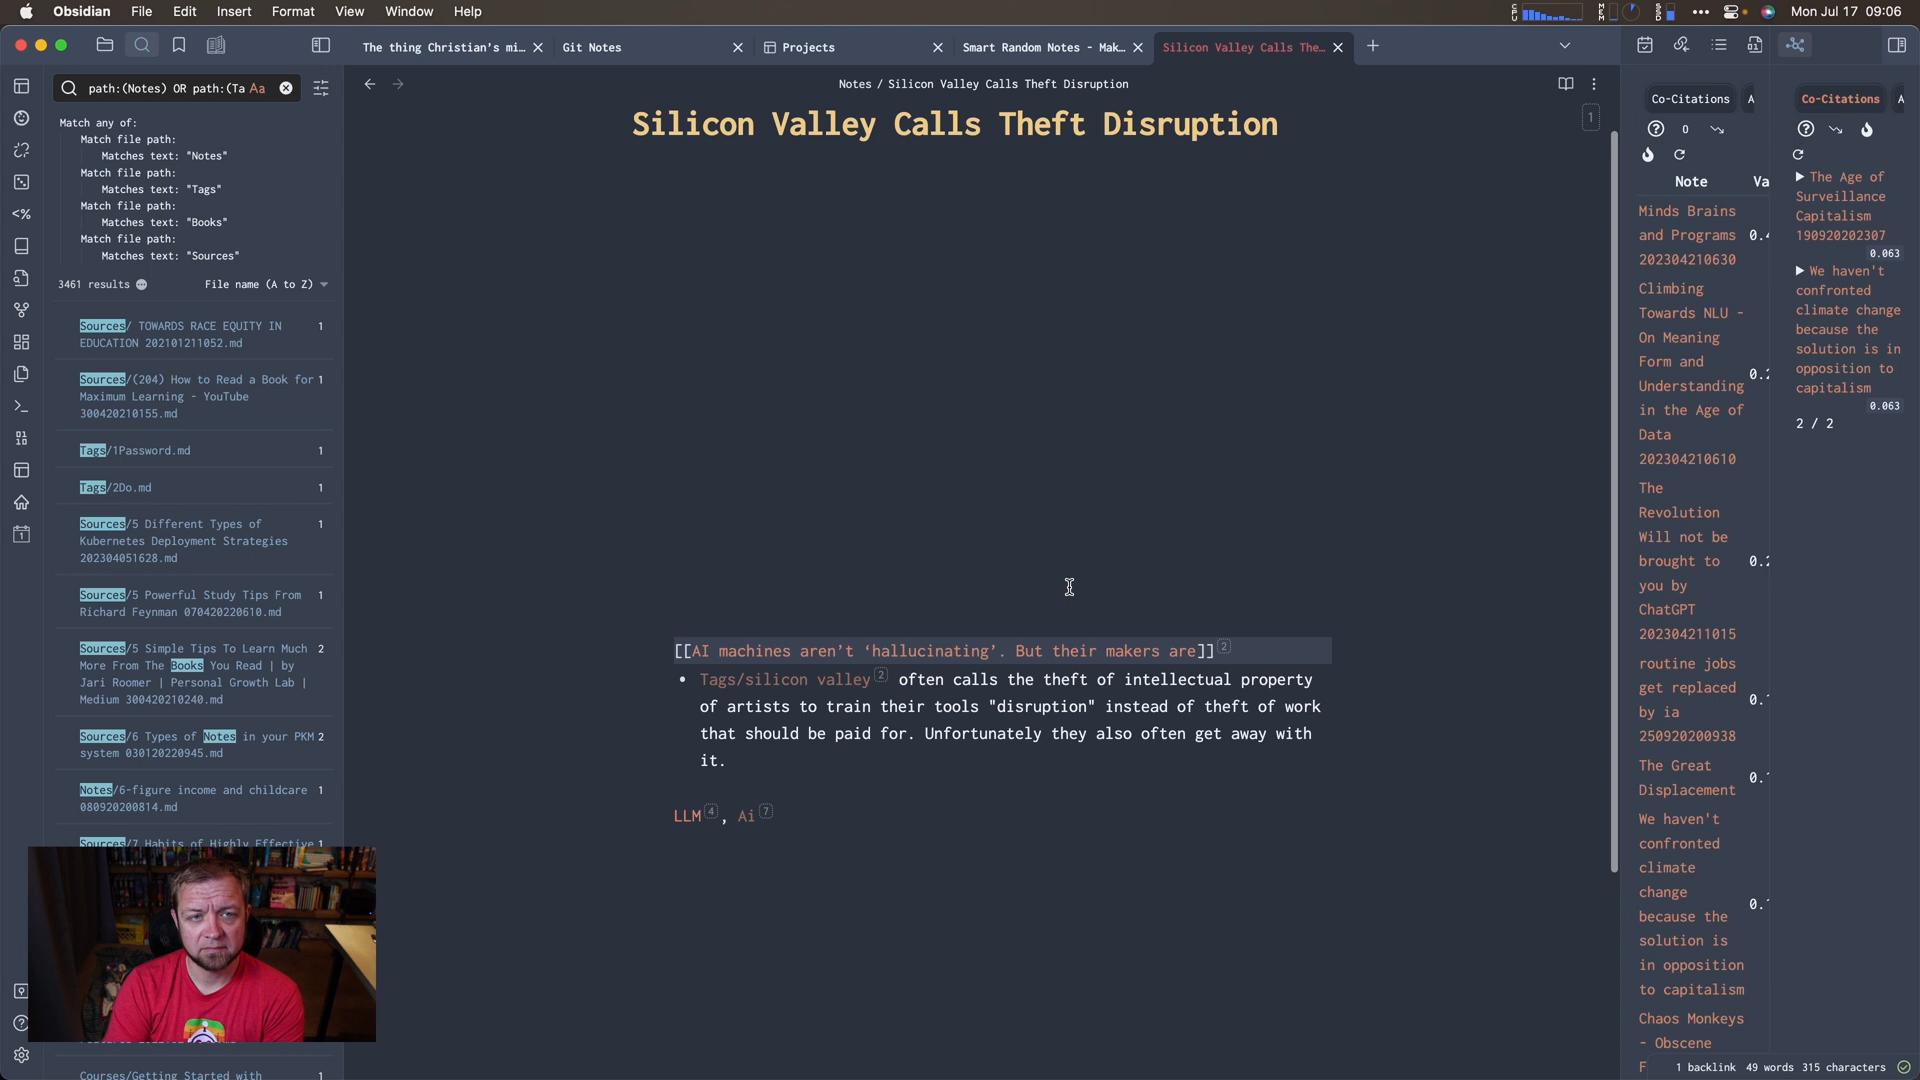 Obsidian File Edit Insert Format View Window Help
Mon Jul 17 09:06
The thing Christian’s mi...
Git Notes
Projects
Smart Random Notes - Mak...
Silicon Valley Calls The...
path:(Notes) OR path:(Ta Aa
Match any of:
Match file path:
Matches text: "Notes"
Match file path:
Matches text: "Tags"
Match file path:
Matches text: "Books"
Match file path:
Matches text: "Sources"
3461 results
File name (A to Z)
Sources/ TOWARDS RACE EQUITY IN 1
EDUCATION 202101211052.md
Sources/(204) How to Read a Book for 1
Maximum Learning - YouTube
300420210155.md
Tags/1Password.md 1
Tags/2Do.md 1
Sources/5 Different Types of 1
Kubernetes Deployment Strategies
202304051628.md
Sources/5 Powerful Study Tips From 1
Richard Feynman 070420220610.md
Sources/5 Simple Tips To Learn Much 2
More From The Books You Read | by
Jari Roomer | Personal Growth Lab |
Medium 300420210240.md
Sources/6 Types of Notes in your PKM 2
system 030120220945.md
Notes/6-figure income and childcare 1
080920200814.md
Sources/7 Habits of Highly Effective 1
Courses/Getting Started with 1
Notes / Silicon Valley Calls Theft Disruption
Silicon Valley Calls Theft Disruption
1
[[AI machines aren’t ‘hallucinating’. But their makers are]] 2
• Tags/silicon valley 2 often calls the theft of intellectual property
of artists to train their tools "disruption" instead of theft of work
that should be paid for. Unfortunately they also often get away with
it.
LLM 4 , Ai 7
Co-Citations A
0
Note Va
Minds Brains
and Programs 0.4
202304210630
Climbing
Towards NLU -
On Meaning
Form and
Understanding
in the Age of
Data
202304210610
The
Revolution
Will not be
brought to
you by
ChatGPT
202304211015
routine jobs
get replaced
by ia
250920200938
The Great
Displacement
We haven't
confronted
climate
change
because the
solution is
in opposition
to capitalism
Chaos Monkeys
- Obscene
F
Co-Citations A
The Age of
Surveillance
Capitalism
190920202307
0.063
We haven't
confronted
climate change
because the
solution is in
opposition to
capitalism
0.063
2 / 2
1 backlink 49 words 315 characters